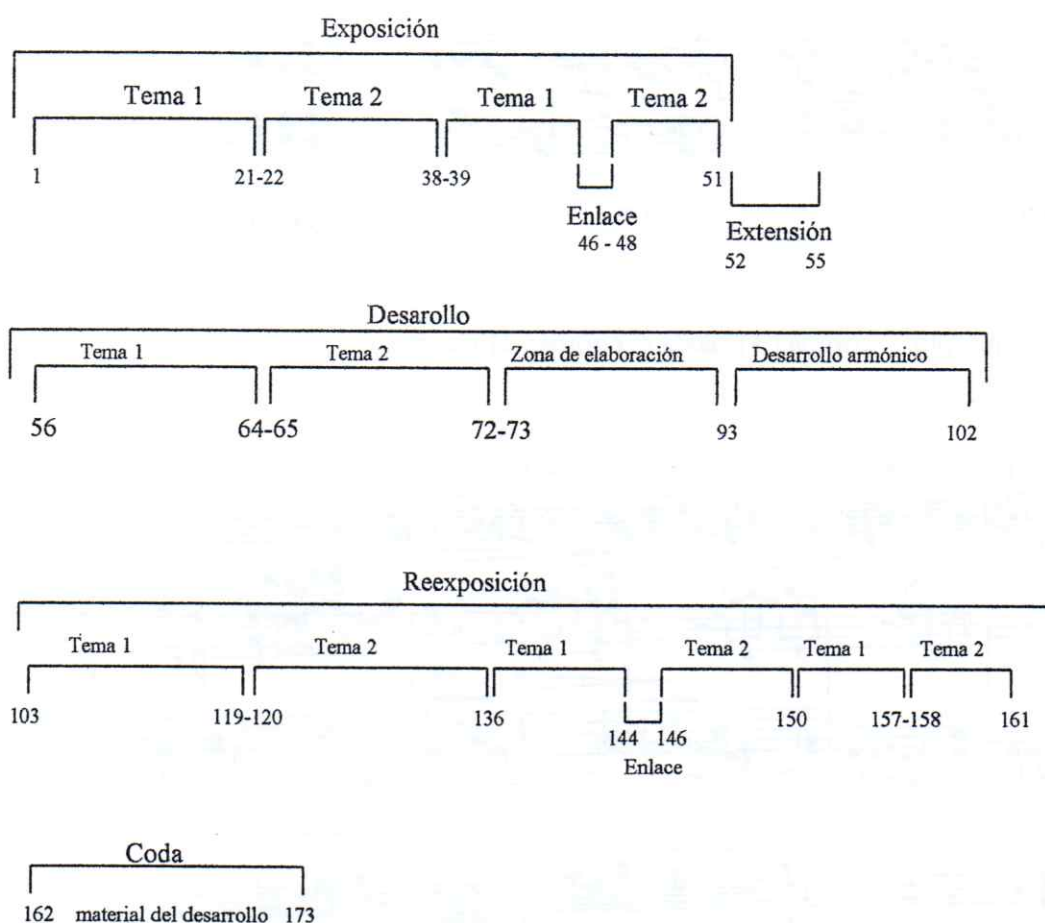 Exposición
Tema 1 Tema 2 Tema 1 Tema 2
1 21-22 38-39 51
Enlace Extensión
46 - 48 52 55
Desarollo
Tema 1 Tema 2 Zona de elaboración Desarrollo armónico
56 64-65 72-73 93 102
Reexposición
Tema 1 Tema 2 Tema 1 Tema 2 Tema 1 Tema 2
103 119-120 136 150 157-158 161
144 146
Enlace
Coda
162 material del desarrollo 173